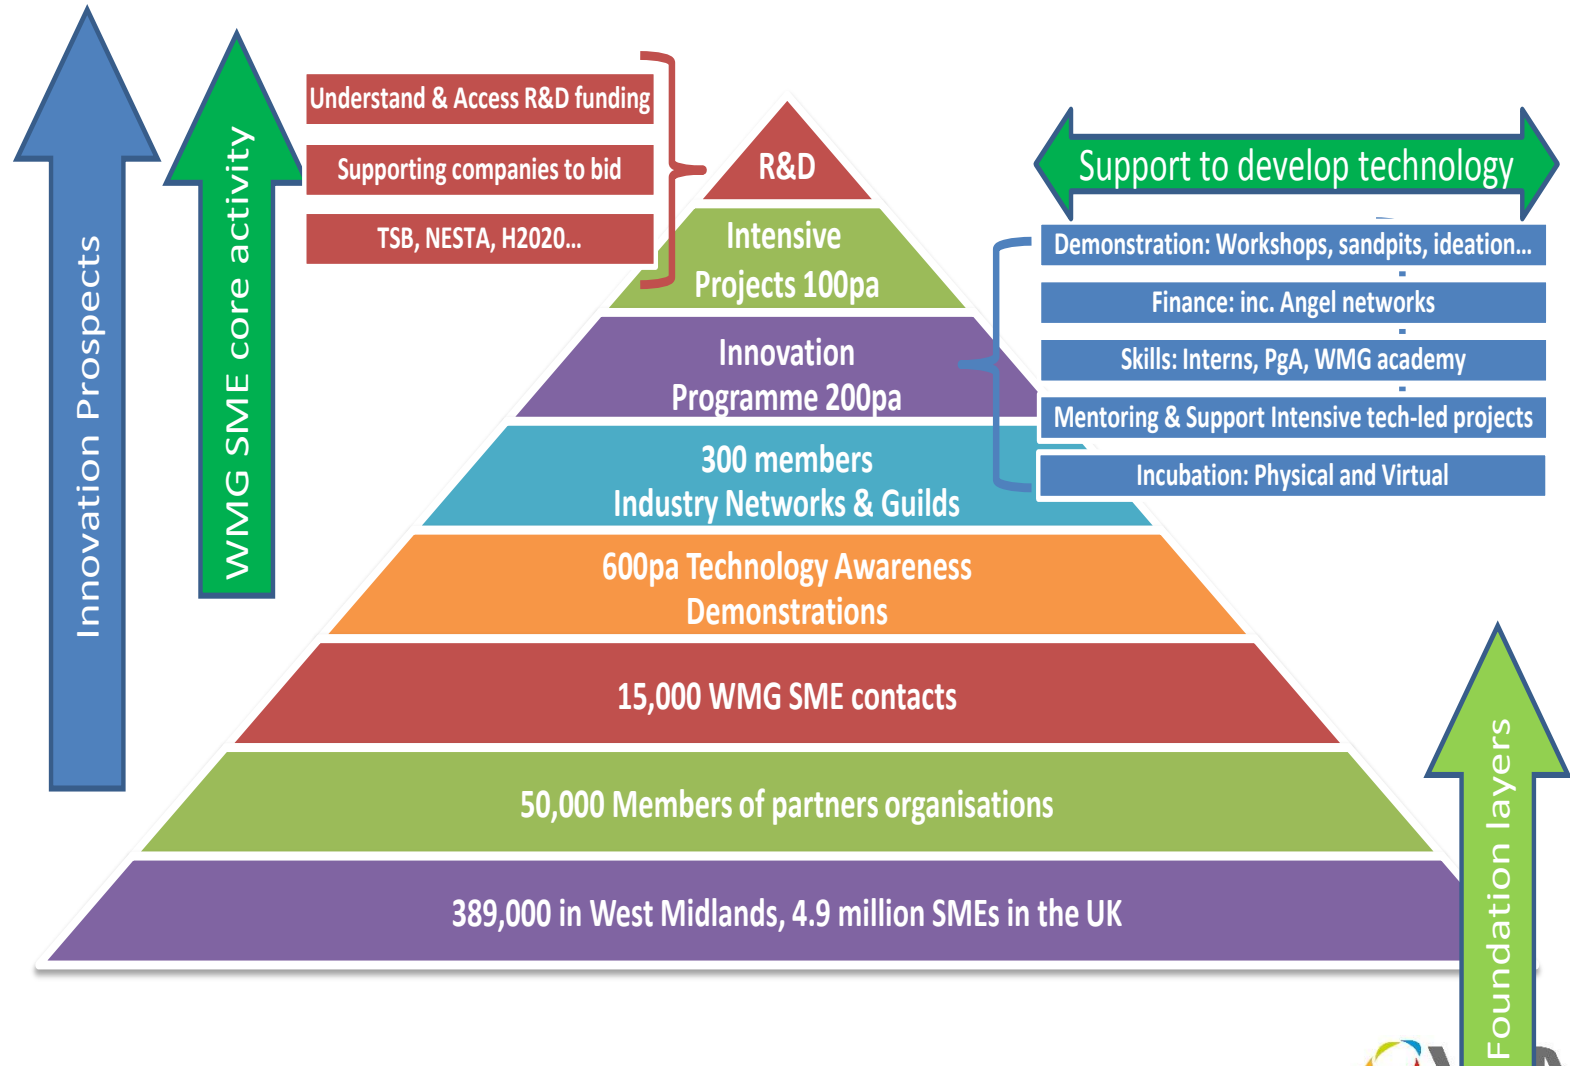 Innovation Prospects
WMG SME core activity
Understand & Access R&D funding
Supporting companies to bid
TSB, NESTA, H2020...
R&D
Intensive
Projects 100pa
Innovation
Programme 200pa
300 members
Industry Networks & Guilds
600pa Technology Awareness
Demonstrations
15,000 WMG SME contacts
50,000 Members of partners organisations
389,000 in West Midlands, 4.9 million SMEs in the UK
Support to develop technology
Demonstration: Workshops, sandpits, ideation...
Finance: inc. Angel networks
Skills: Interns, PgA, WMG academy
Mentoring & Support Intensive tech-led projects
Incubation: Physical and Virtual
Foundation layers